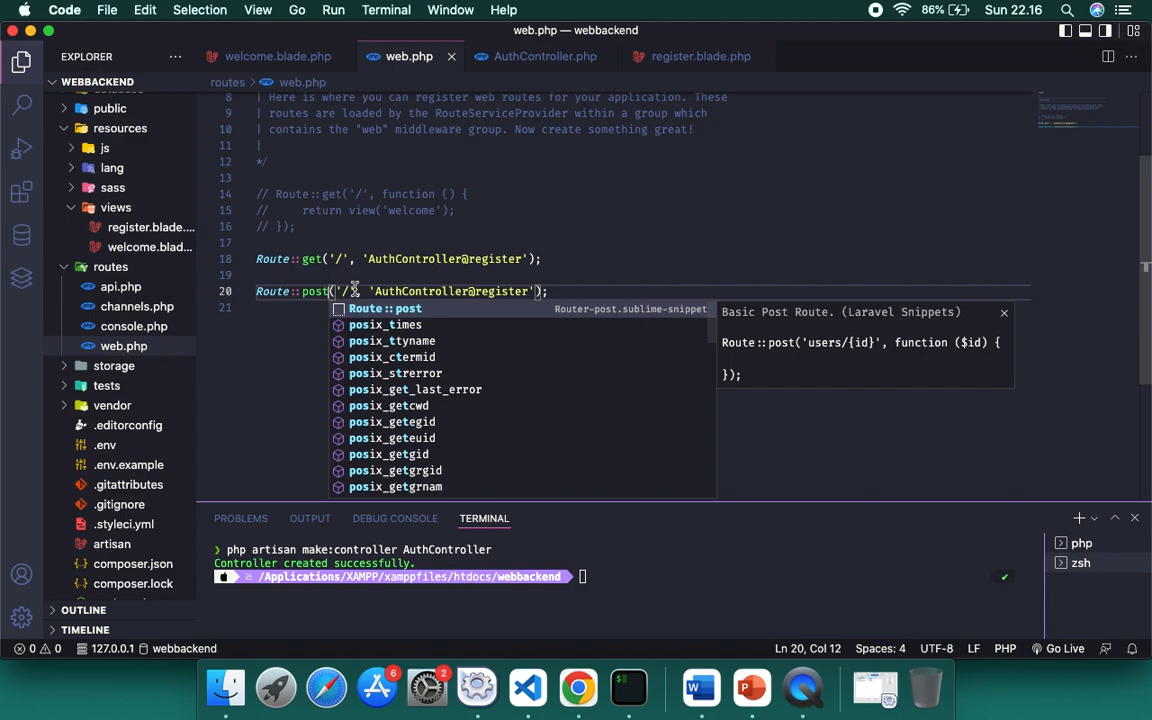 Code File Edit Selection View Go Run Terminal Window Help 86% Sun 22.16
web.php — webbackend
EXPLORER
welcome.blade.php web.php AuthController.php register.blade.php
WEBBACKEND
routes > web.php
public
resources
js
lang
sass
views
register.blade....
welcome.blad...
routes
api.php
channels.php
console.php
web.php
storage
tests
vendor
.editorconfig
.env
.env.example
.gitattributes
.gitignore
.styleci.yml
artisan
composer.json
composer.lock
OUTLINE
TIMELINE
8 | Here is where you can register web routes for your application. These
9 | routes are loaded by the RouteServiceProvider within a group which
10 | contains the "web" middleware group. Now create something great!
11 |
12 */
13
14 // Route::get('/', function () {
15 // return view('welcome');
16 // });
17
18 Route::get('/', 'AuthController@register');
19
20 Route::post('/', 'AuthController@register');
21
Route::post Router-post.sublime-snippet
posix_times
posix_ttyname
posix_ctermid
posix_strerror
posix_get_last_error
posix_getcwd
posix_getegid
posix_geteuid
posix_getgid
posix_getgrgid
posix_getgrnam
Basic Post Route. (Laravel Snippets)
Route::post('users/{id}', function ($id) {
});
PROBLEMS OUTPUT DEBUG CONSOLE TERMINAL
❯ php artisan make:controller AuthController
Controller created successfully.
/Applications/XAMPP/xamppfiles/htdocs/webbackend
php
zsh
0 0 127.0.0.1 webbackend Ln 20, Col 12 Spaces: 4 UTF-8 LF PHP Go Live
6
2